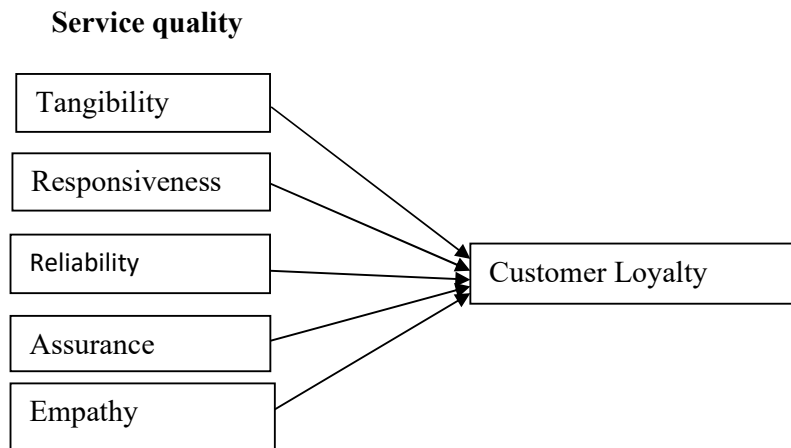 Service quality
Tangibility
Responsiveness
Reliability
Assurance
Empathy
Customer Loyalty